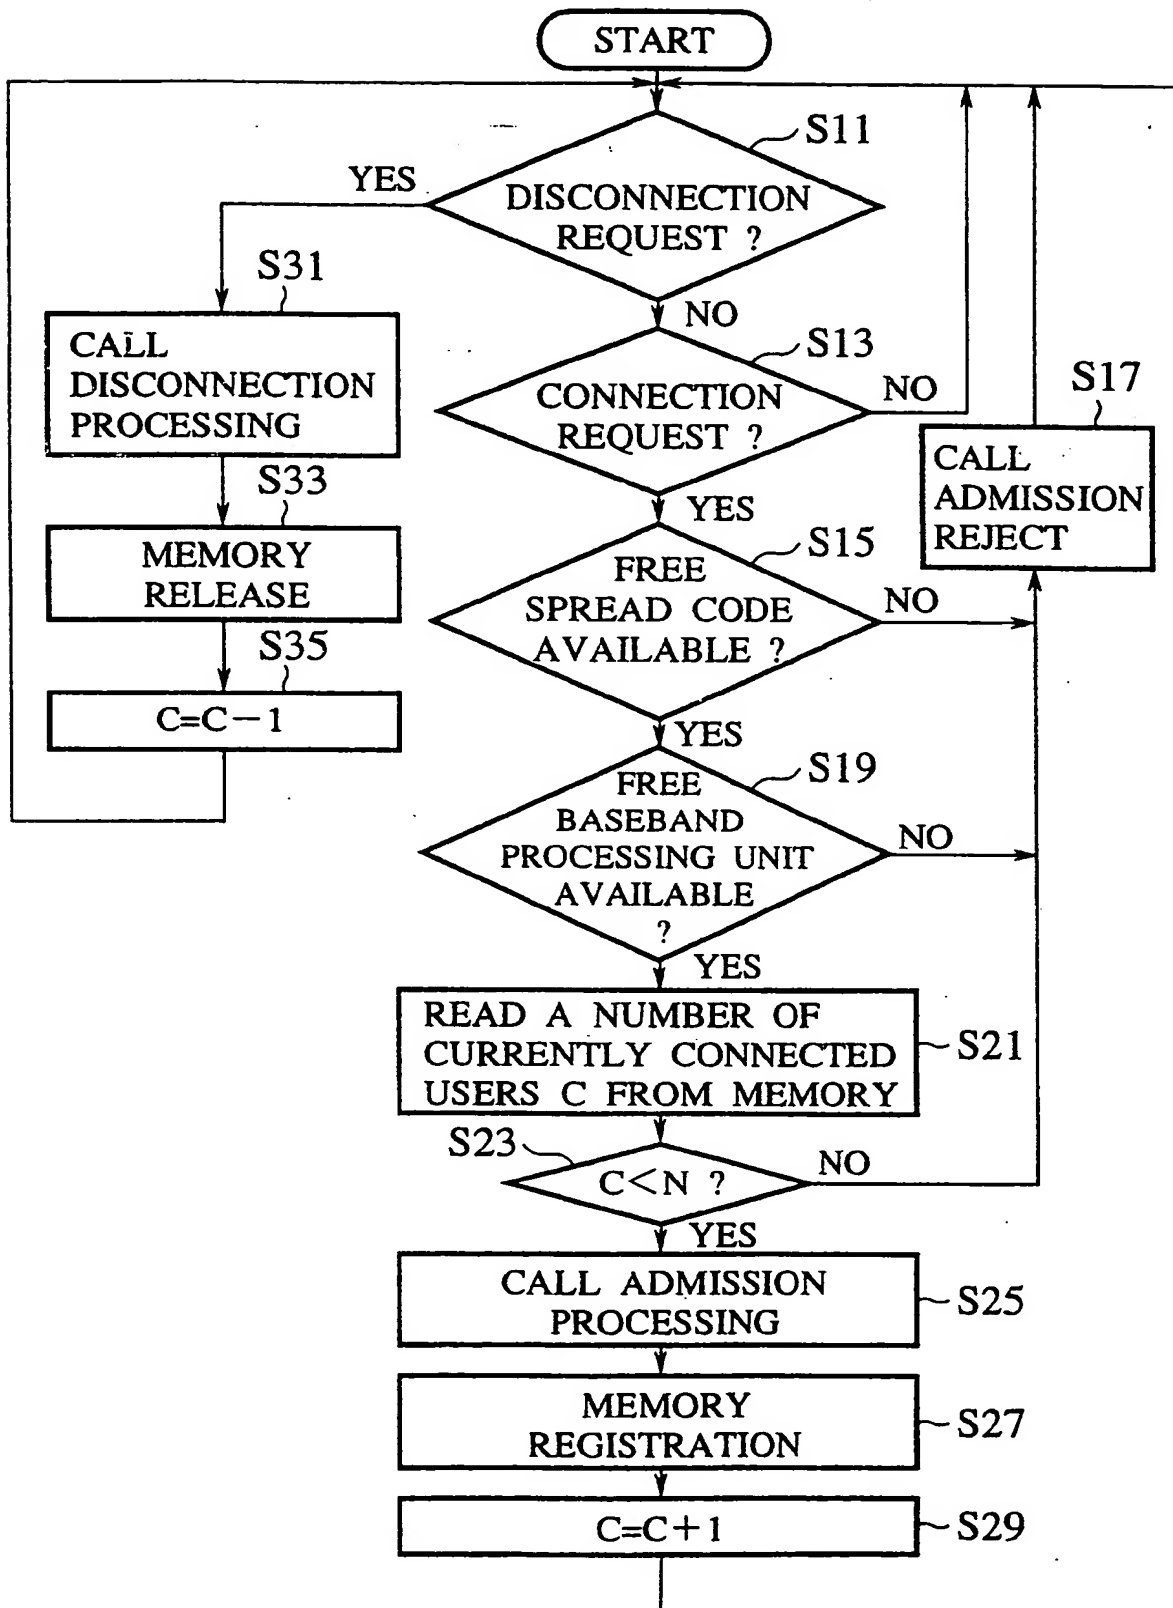 START
S11
YES
DISCONNECTION
REQUEST ?
S31
NO
CALL
DISCONNECTION
PROCESSING
S13
CONNECTION
REQUEST ?
NO
S17
CALL
ADMISSION
REJECT
S33
YES
MEMORY
RELEASE
S15
FREE
SPREAD CODE
AVAILABLE ?
NO
S35
C=C-1
YES
S19
FREE
BASEBAND
PROCESSING UNIT
AVAILABLE
?
NO
YES
READ A NUMBER OF
CURRENTLY CONNECTED
USERS C FROM MEMORY
S21
S23
C<N ?
NO
YES
CALL ADMISSION
PROCESSING
S25
MEMORY
REGISTRATION
S27
C=C+1
S29